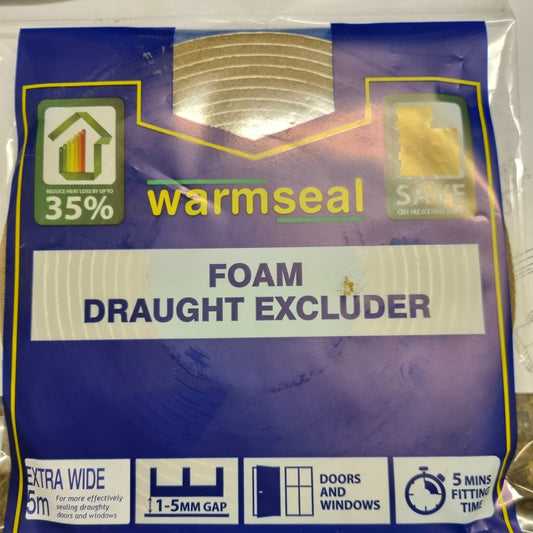 REDUCE HEAT LOSS BY UP TO
35%
SAVE
ON HEATING
warmseal
FOAM
DRAUGHT EXCLUDER
EXTRA WIDE
5m
For more effectively
sealing draughty
doors and windows
1-5MM GAP
DOORS
AND
WINDOWS
5 MINS
FITTING
TIME